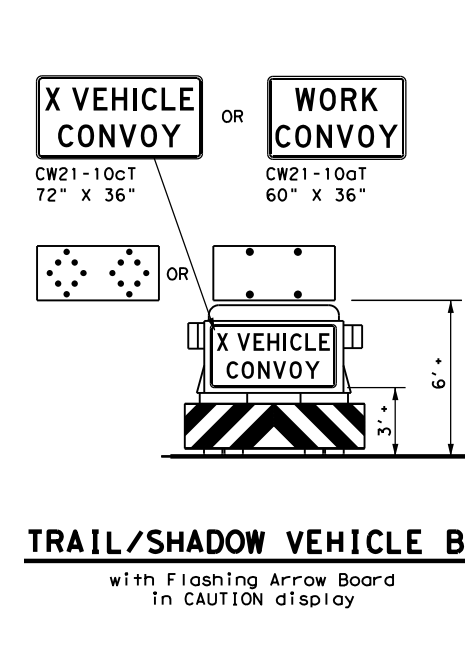 X VEHICLE
CONVOY
OR
WORK
CONVOY
CW21-10cT
72" X 36"
CW21-10aT
60" X 36"
OR
X VEHICLE
CONVOY
6'+
3'+
TRAIL/SHADOW VEHICLE B
with Flashing Arrow Board
in CAUTION display